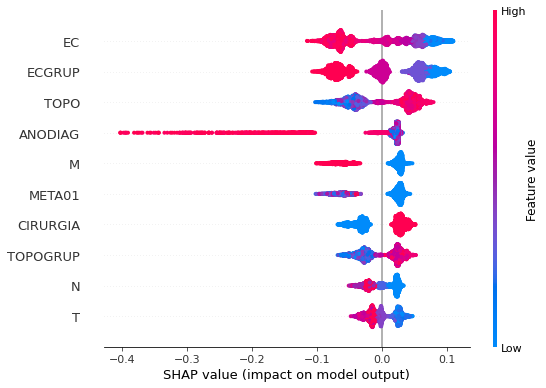 High
EC
ECGRUP
TOPO
ANODIAG
M
META01
CIRURGIA
TOPOGRUP
N
T
Feature value
Low
−0.4 −0.3 −0.2 −0.1 0.0 0.1
SHAP value (impact on model output)